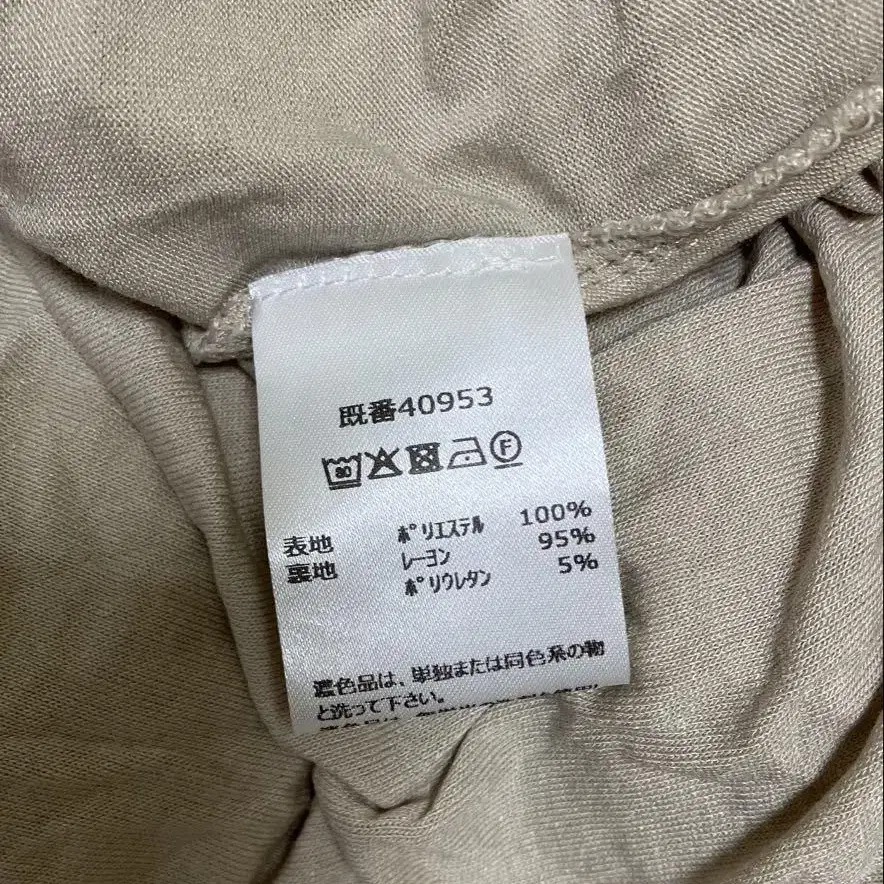 既番40953
30
F
表地 ポリエステル 100%
裏地 レーヨン 95%
ポリウレタン 5%
濃色品は、単独または同色系の物
と洗って下さい。